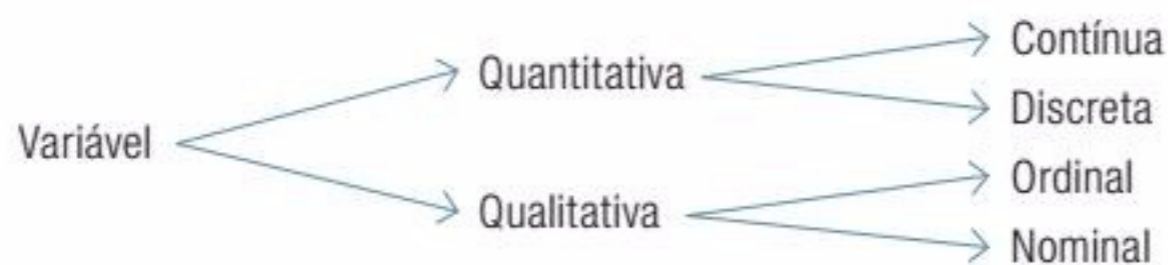 Variável
Quantitativa
Contínua
Discreta
Qualitativa
Ordinal
Nominal